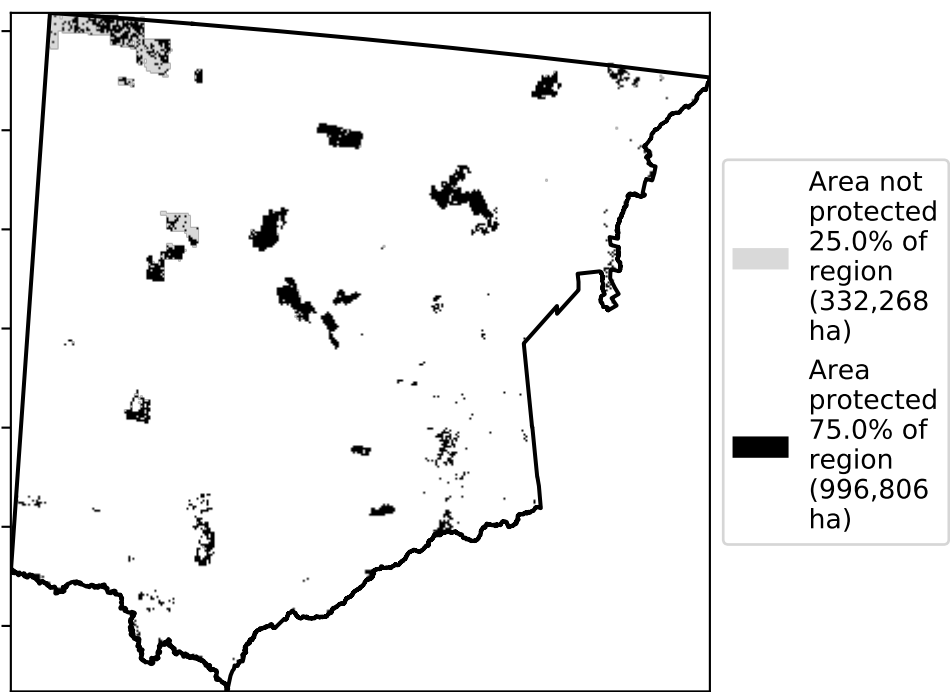 Area not
protected
25.0% of
region
(332,268
ha)
Area
protected
75.0% of
region
(996,806
ha)